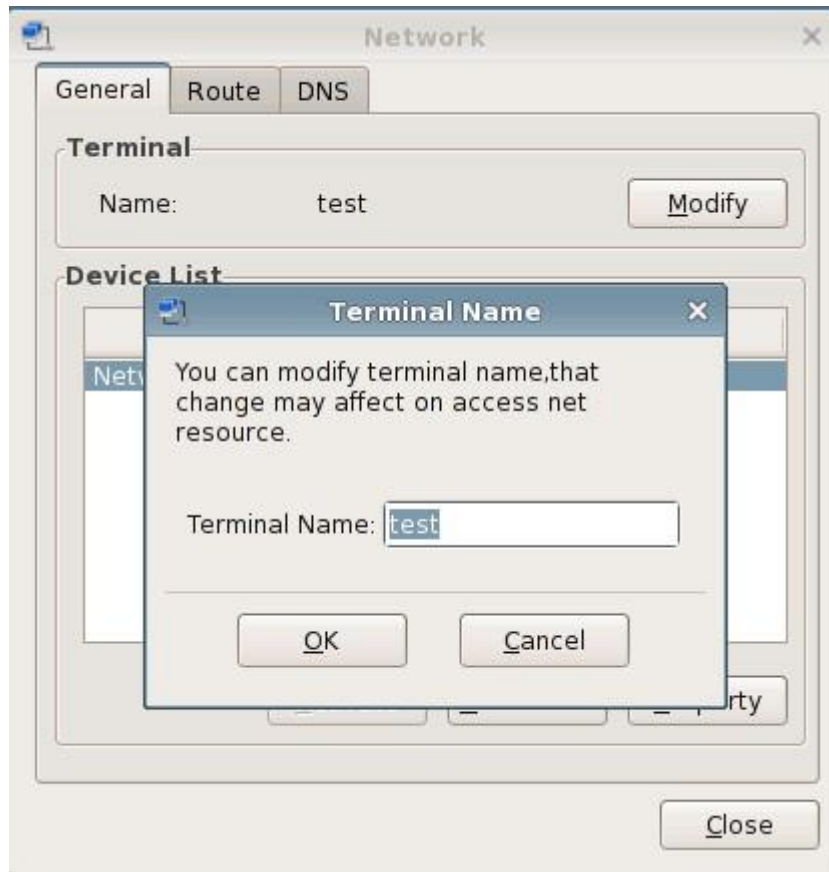 Network
General Route DNS
Terminal
Name: test Modify
Device List
Terminal Name
You can modify terminal name,that
change may affect on access net
resource.
Terminal Name: test
OK Cancel
Close